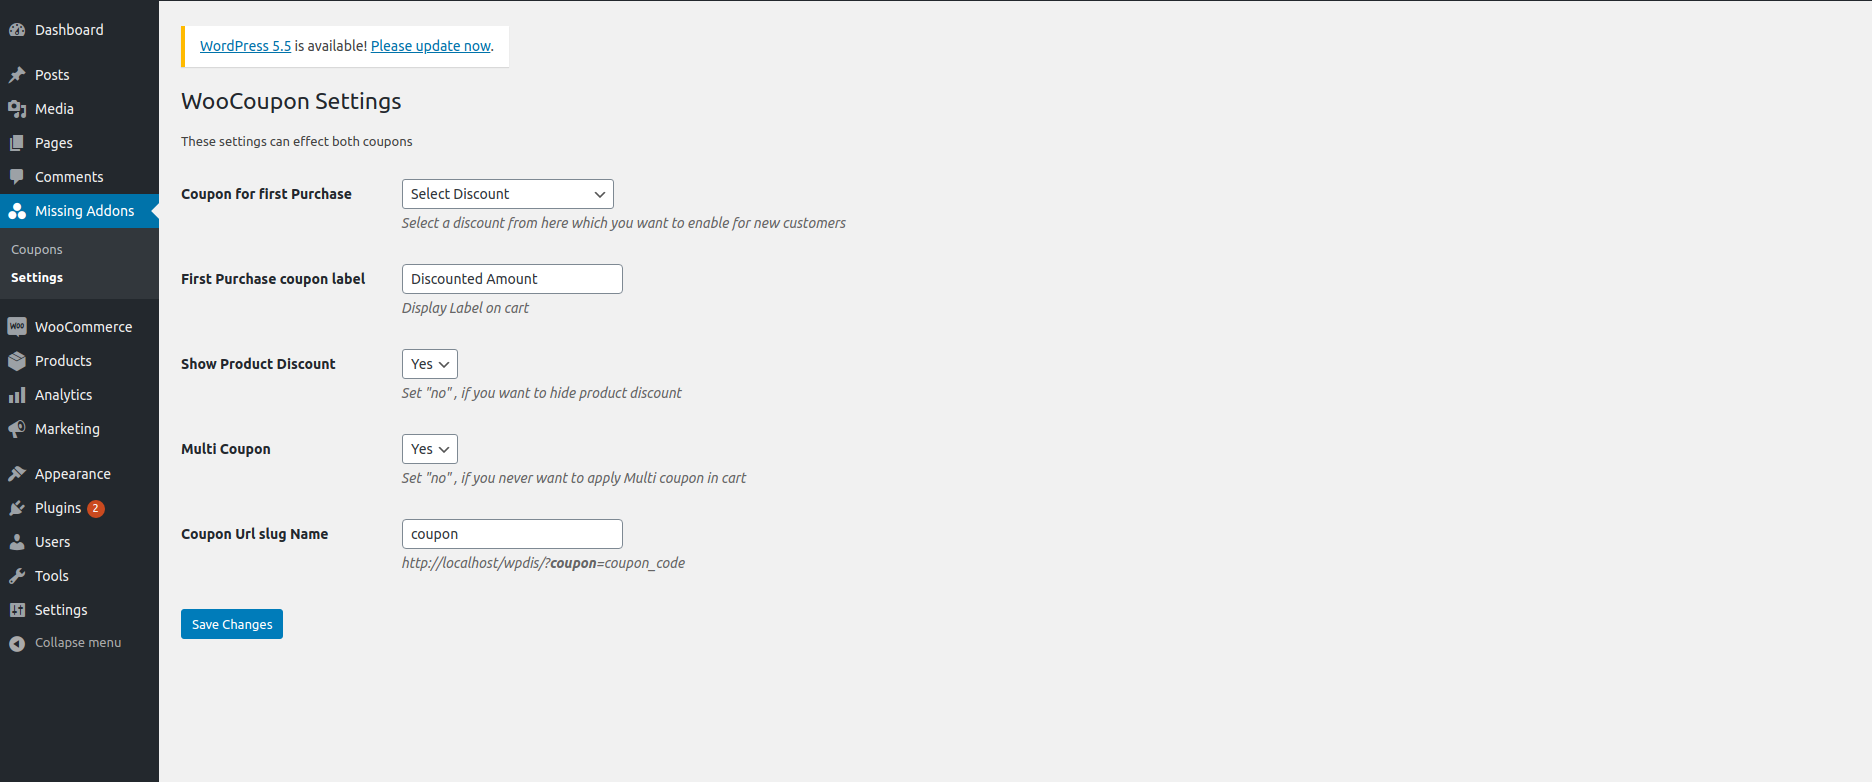 Dashboard
Posts
Media
Pages
Comments
Missing Addons
Coupons
Settings
Woo WooCommerce
Products
Analytics
Marketing
Appearance
Plugins 2
Users
Tools
Settings
Collapse menu
WordPress 5.5 is available! Please update now.
WooCoupon Settings
These settings can effect both coupons
Coupon for first Purchase
Select Discount
Select a discount from here which you want to enable for new customers
First Purchase coupon label
Discounted Amount
Display Label on cart
Show Product Discount
Yes
Set "no" , if you want to hide product discount
Multi Coupon
Yes
Set "no" , if you never want to apply Multi coupon in cart
Coupon Url slug Name
coupon
http://localhost/wpdis/?coupon=coupon_code
Save Changes